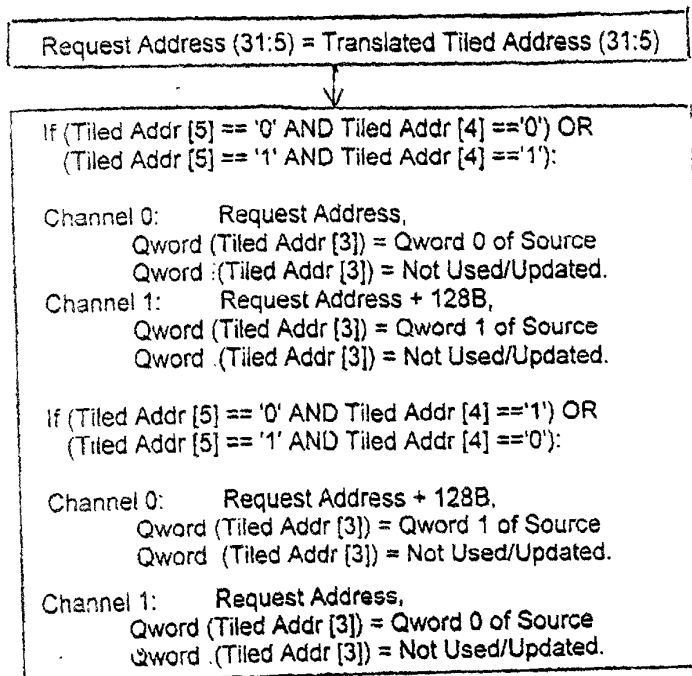 Request Address (31:5) = Translated Tiled Address (31:5)
If (Tiled Addr [5] == '0' AND Tiled Addr [4] =='0') OR
(Tiled Addr [5] == '1' AND Tiled Addr [4] =='1'):
Channel 0: Request Address,
Qword (Tiled Addr [3]) = Qword 0 of Source
Qword (Tiled Addr [3]) = Not Used/Updated.
Channel 1: Request Address + 128B,
Qword (Tiled Addr [3]) = Qword 1 of Source
Qword (Tiled Addr [3]) = Not Used/Updated.
If (Tiled Addr [5] == '0' AND Tiled Addr [4] =='1') OR
(Tiled Addr [5] == '1' AND Tiled Addr [4] =='0'):
Channel 0: Request Address + 128B,
Qword (Tiled Addr [3]) = Qword 1 of Source
Qword (Tiled Addr [3]) = Not Used/Updated.
Channel 1: Request Address,
Qword (Tiled Addr [3]) = Qword 0 of Source
Qword (Tiled Addr [3]) = Not Used/Updated.